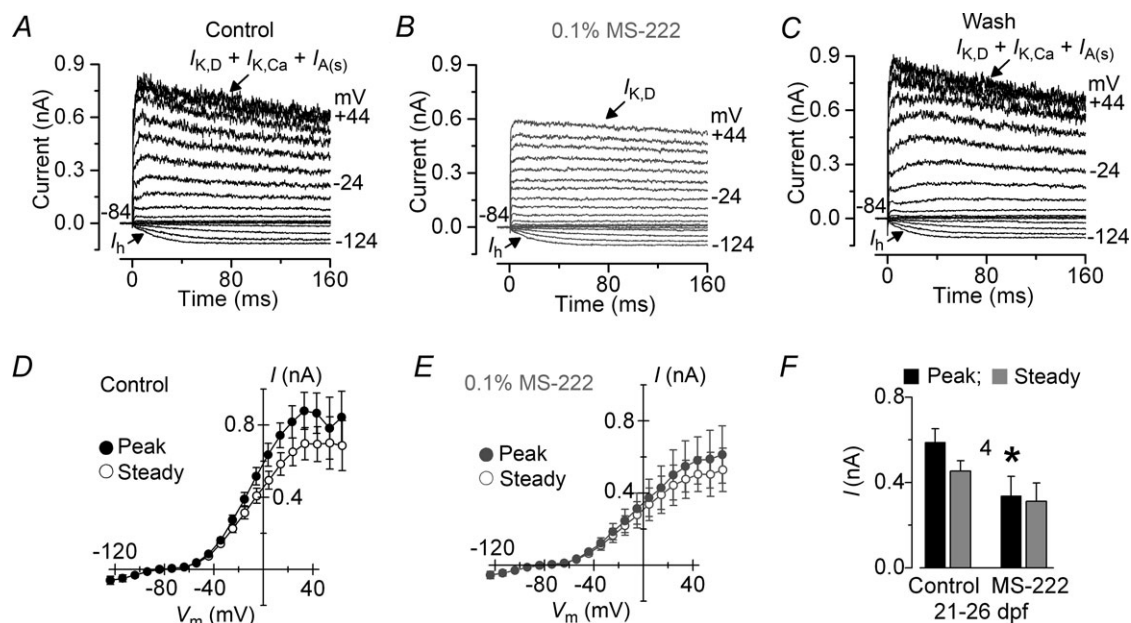 A
Control
I_K,D + I_K,Ca + I_A(s)
0.9
mV
+44
0.6
Current (nA)
0.3
-24
-84
0.0
I_h
-124
0
80
160
Time (ms)
B
0.1% MS-222
0.9
I_K,D
mV
0.6
+44
Current (nA)
0.3
-24
-84
0.0
I_h
-124
0
80
160
Time (ms)
C
Wash
I_K,D + I_K,Ca + I_A(s)
0.9
mV
+44
0.6
Current (nA)
0.3
-24
-84
0.0
I_h
-124
0
80
160
Time (ms)
D
Control
I (nA)
0.8
Peak
Steady
0.4
-120
-80
-40
40
V_m (mV)
E
0.1% MS-222
I (nA)
0.8
Peak
Steady
0.4
-120
-80
-40
40
V_m (mV)
F
Peak; Steady
0.8
4 *
I (nA)
0.4
0.0
Control MS-222
21-26 dpf